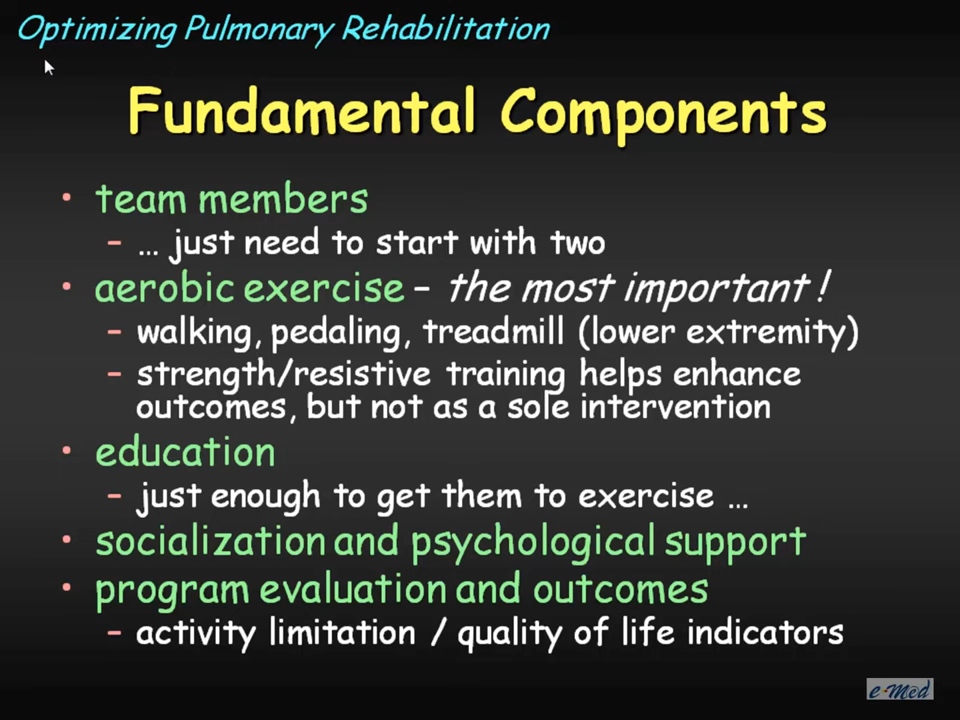 Optimizing Pulmonary Rehabilitation
Fundamental Components
• team members
– … just need to start with two
• aerobic exercise – the most important !
– walking, pedaling, treadmill (lower extremity)
– strength/resistive training helps enhance
outcomes, but not as a sole intervention
• education
– just enough to get them to exercise …
• socialization and psychological support
• program evaluation and outcomes
– activity limitation / quality of life indicators
e-M@d